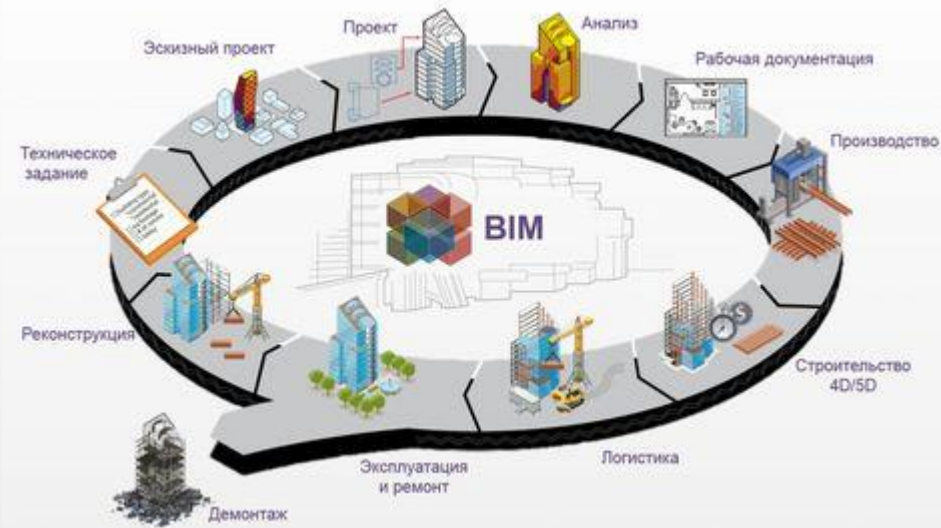 Проект
Анализ
Эскизный проект
Рабочая документация
Техническое
задание
Производство
BIM
Реконструкция
Строительство
4D/5D
Логистика
Эксплуатация
и ремонт
Демонтаж